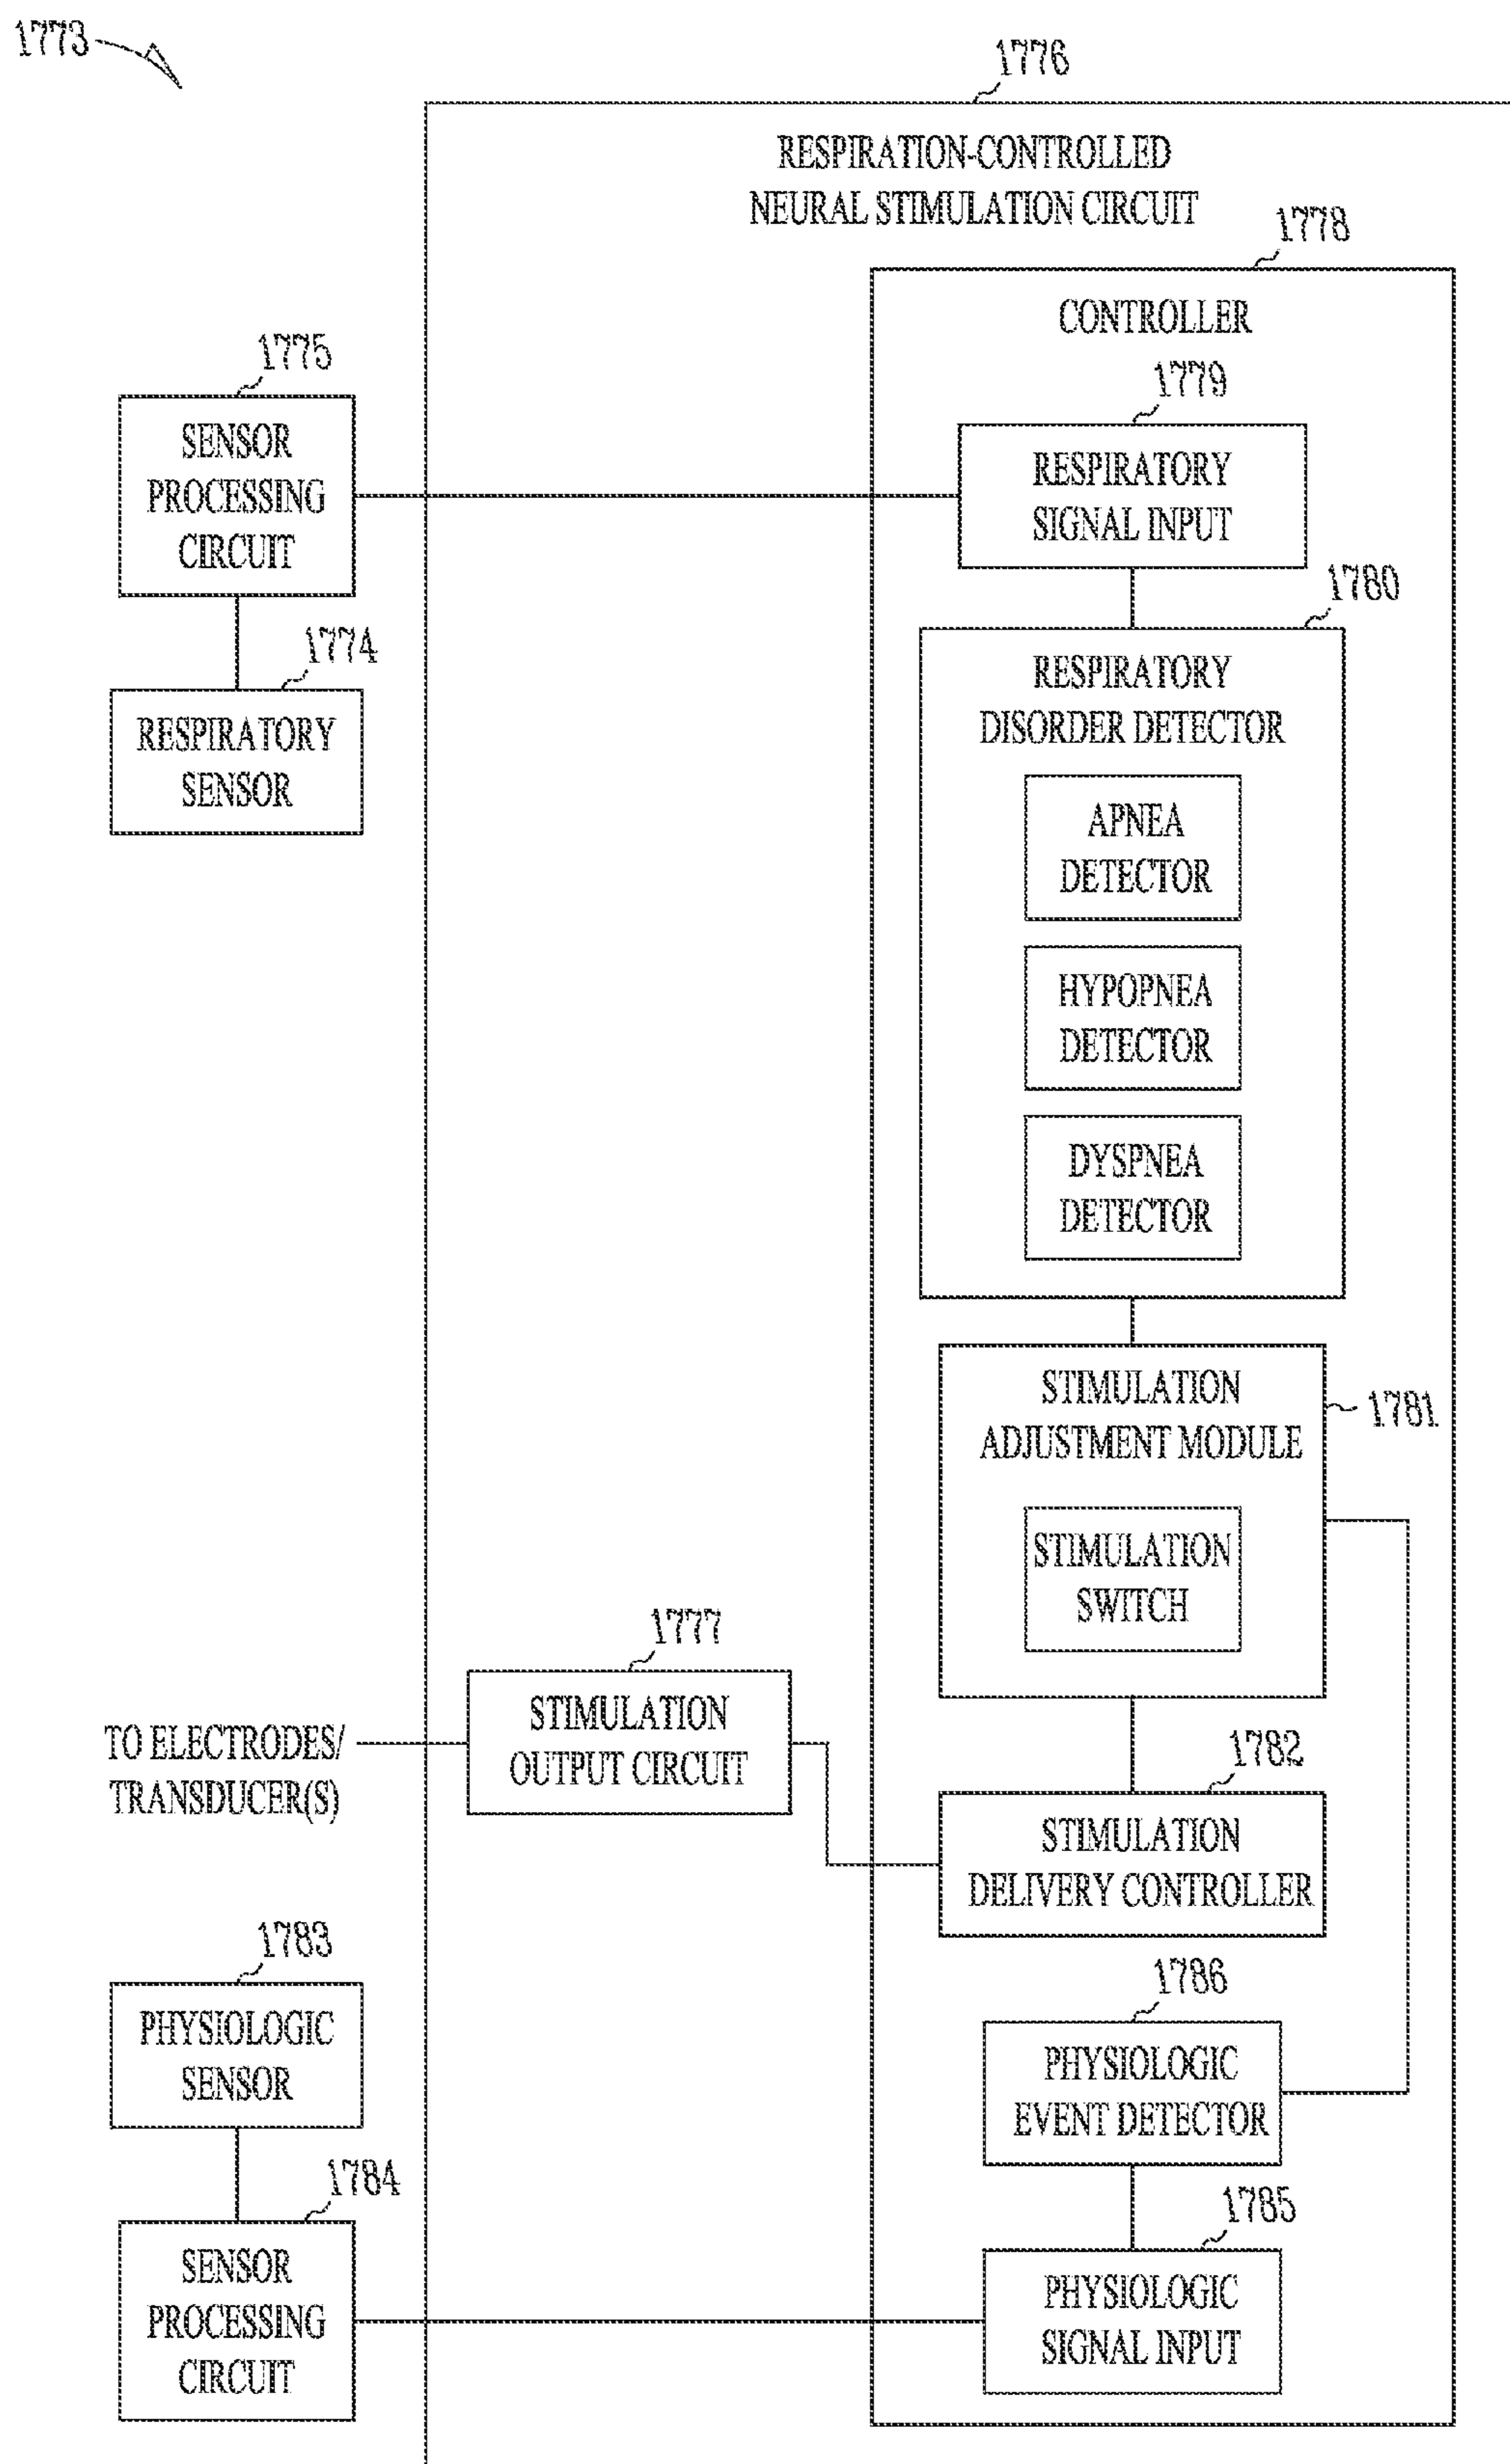 1773
1776
RESPIRATION-CONTROLLED
NEURAL STIMULATION CIRCUIT
1778
CONTROLLER
1775
SENSOR
PROCESSING
CIRCUIT
1779
RESPIRATORY
SIGNAL INPUT
1774
RESPIRATORY
SENSOR
1780
RESPIRATORY
DISORDER DETECTOR
APNEA
DETECTOR
HYPOPNEA
DETECTOR
DYSPNEA
DETECTOR
STIMULATION
ADJUSTMENT MODULE
1781
STIMULATION
SWITCH
1777
STIMULATION
OUTPUT CIRCUIT
TO ELECTRODES/
TRANSDUCER(S)
1782
STIMULATION
DELIVERY CONTROLLER
1783
PHYSIOLOGIC
SENSOR
1786
PHYSIOLOGIC
EVENT DETECTOR
1784
SENSOR
PROCESSING
CIRCUIT
1785
PHYSIOLOGIC
SIGNAL INPUT